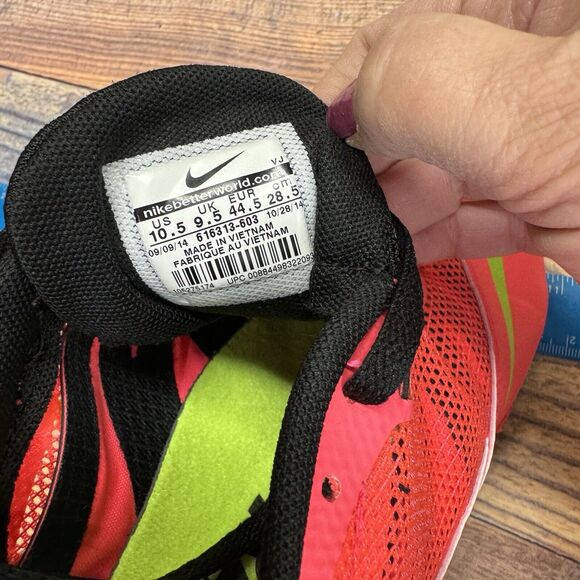 VJ
nikebetterworld.com
US UK EUR cm
10.5 9.5 44.5 28.5
09/09/14 616313-603 10/28/14
MADE IN VIETNAM
FABRIQUE AU VIETNAM
UPC